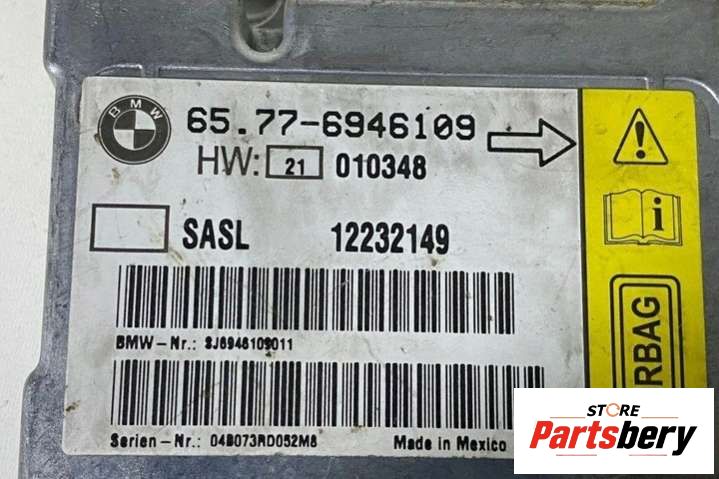 BMW
65.77-6946109
HW: 21 010348
SASL 12232149
BMW-Nr.: SJ6946109011
Serien-Nr.: 04B073RD052M8
Made in Mexico
i
RBAG
STORE
Partsbery